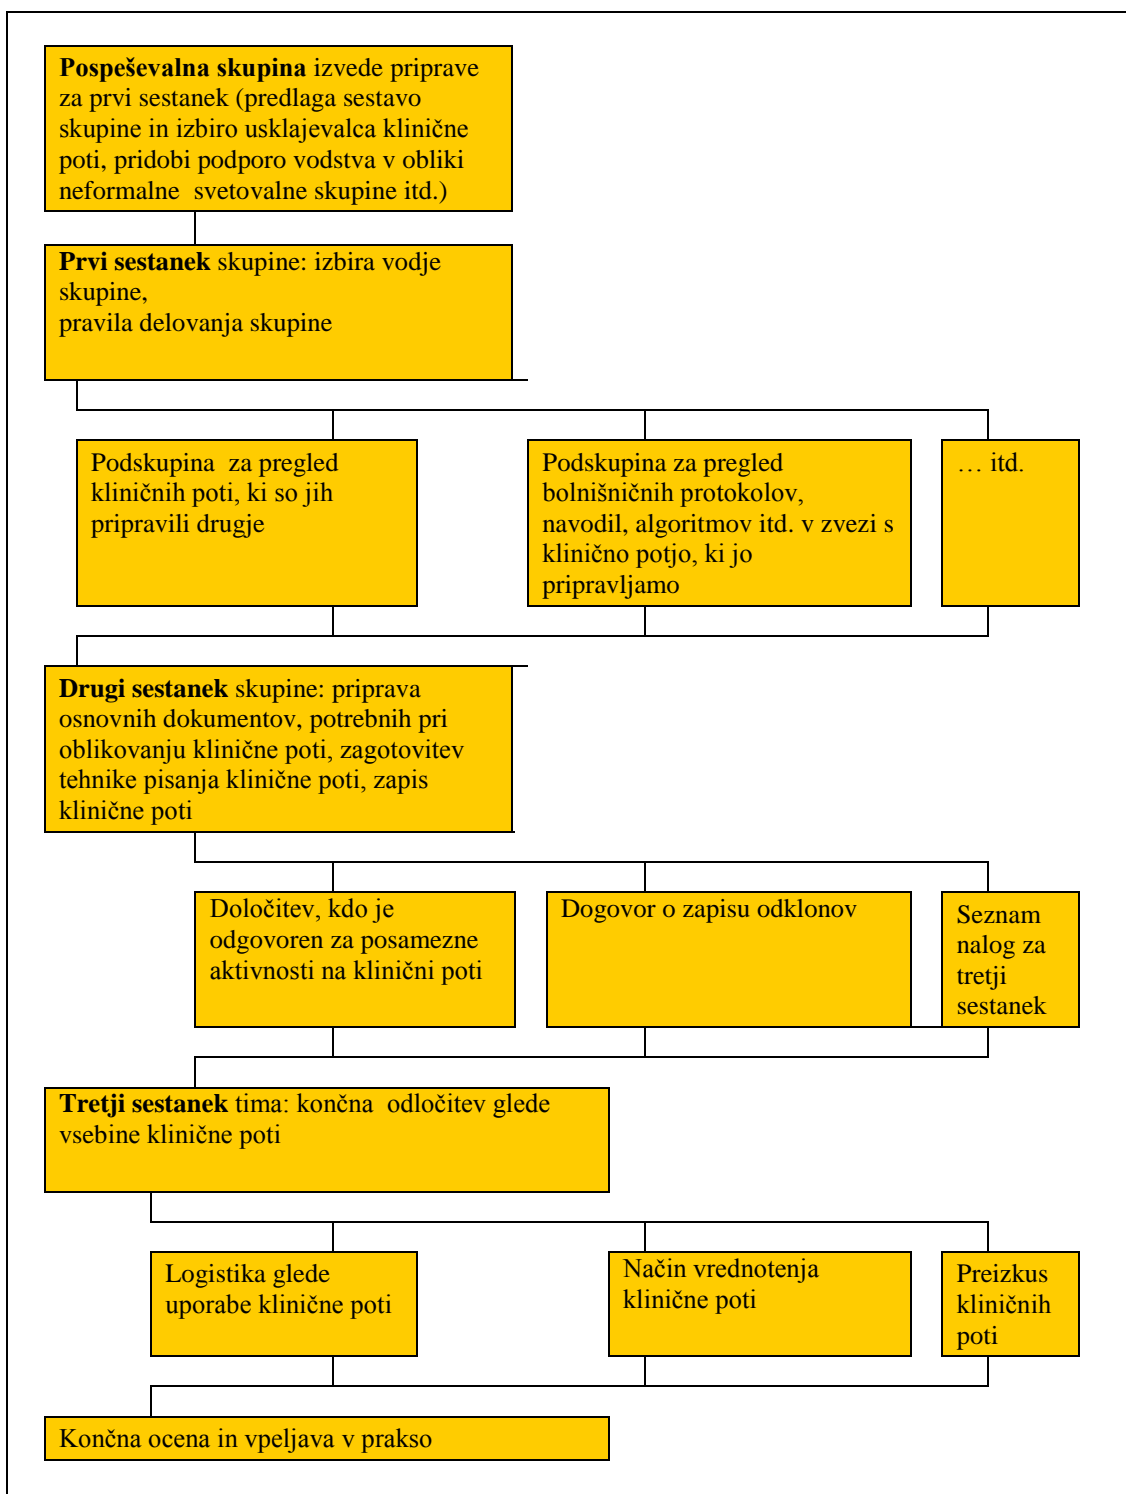 Pospeševalna skupina izvede priprave
za prvi sestanek (predlaga sestavo
skupine in izbiro usklajevalca klinične
poti, pridobi podporo vodstva v obliki
neformalne svetovalne skupine itd.)
Prvi sestanek skupine: izbira vodje
skupine,
pravila delovanja skupine
Podskupina za pregled
kliničnih poti, ki so jih
pripravili drugje
Podskupina za pregled
bolnišničnih protokolov,
navodil, algoritmov itd. v zvezi s
klinično potjo, ki jo
pripravljamo
… itd.
Drugi sestanek skupine: priprava
osnovnih dokumentov, potrebnih pri
oblikovanju klinične poti, zagotovitev
tehnike pisanja klinične poti, zapis
klinične poti
Določitev, kdo je
odgovoren za posamezne
aktivnosti na klinični poti
Dogovor o zapisu odklonov
Seznam
nalog za
tretji
sestanek
Tretji sestanek tima: končna odločitev glede
vsebine klinične poti
Logistika glede
uporabe klinične poti
Način vrednotenja
klinične poti
Preizkus
kliničnih
poti
Končna ocena in vpeljava v prakso